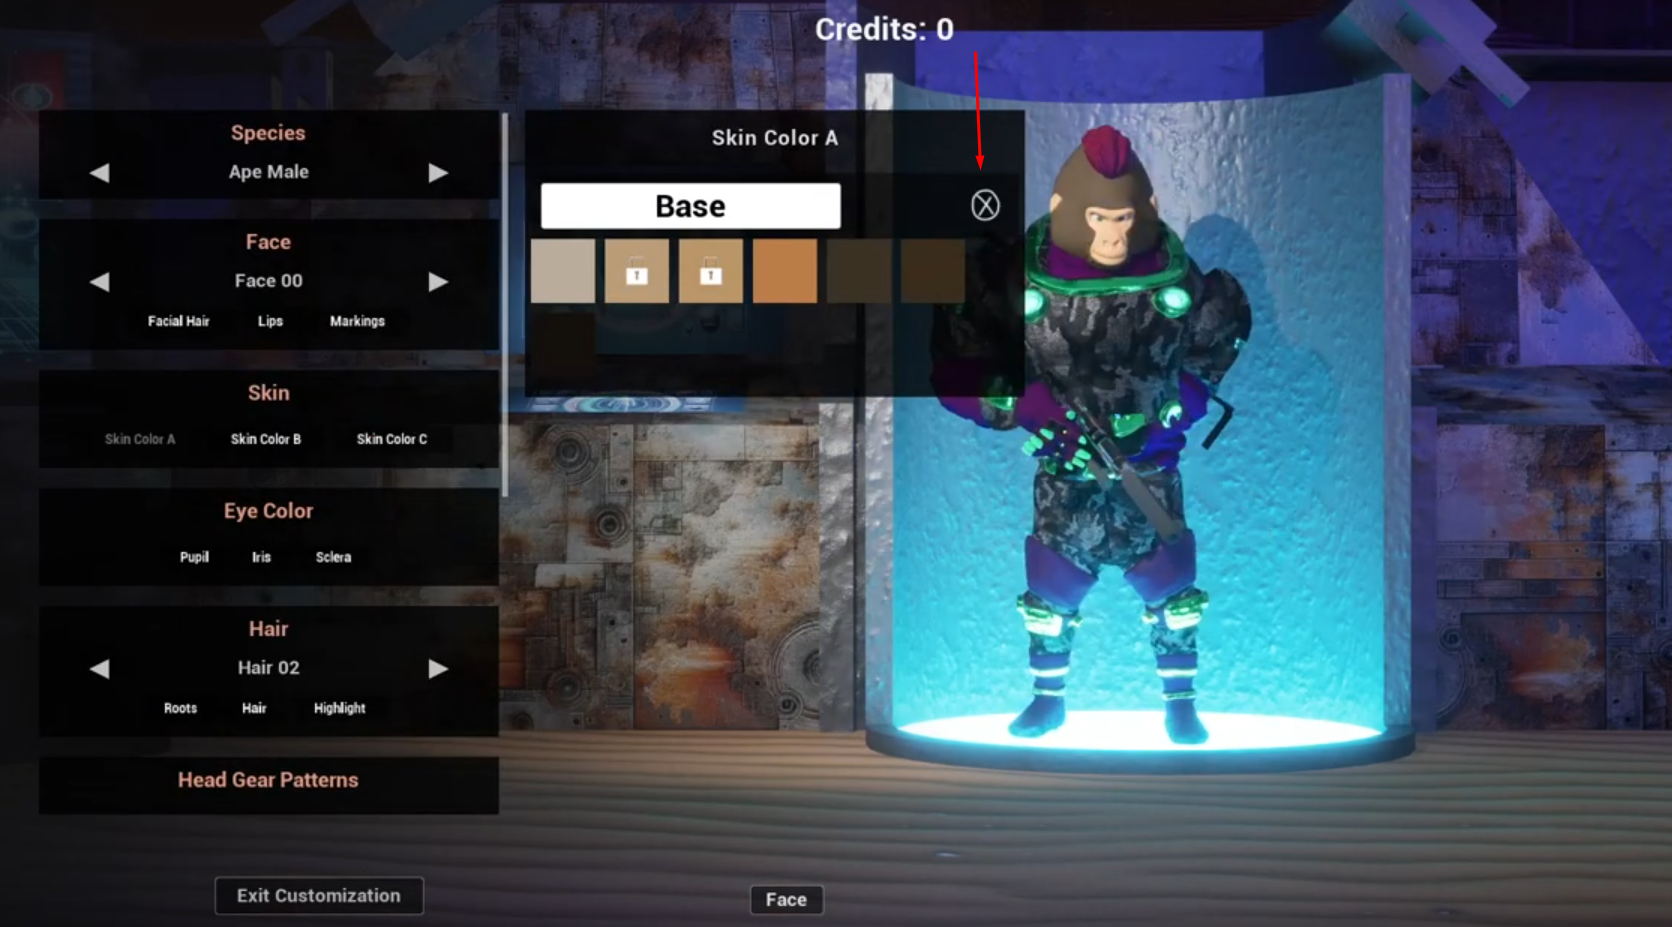 Credits: 0
Species
Ape Male
Face
Face 00
Facial Hair Lips Markings
Skin
Skin Color A Skin Color B Skin Color C
Eye Color
Pupil Iris Sclera
Hair
Hair 02
Roots Hair Highlight
Head Gear Patterns
Exit Customization
Skin Color A
Base
X
Face